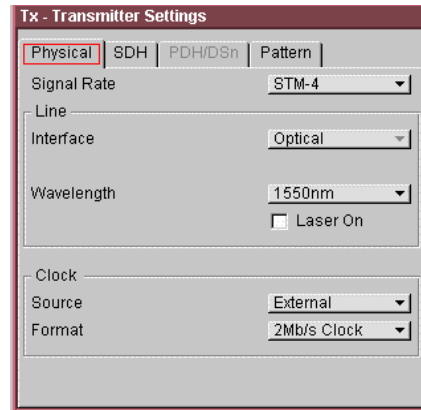 Tx - Transmitter Settings
Physical SDH PDH/DSn Pattern
Signal Rate STM-4
Line
Interface Optical
Wavelength 1550nm
Laser On
Clock
Source External
Format 2Mb/s Clock